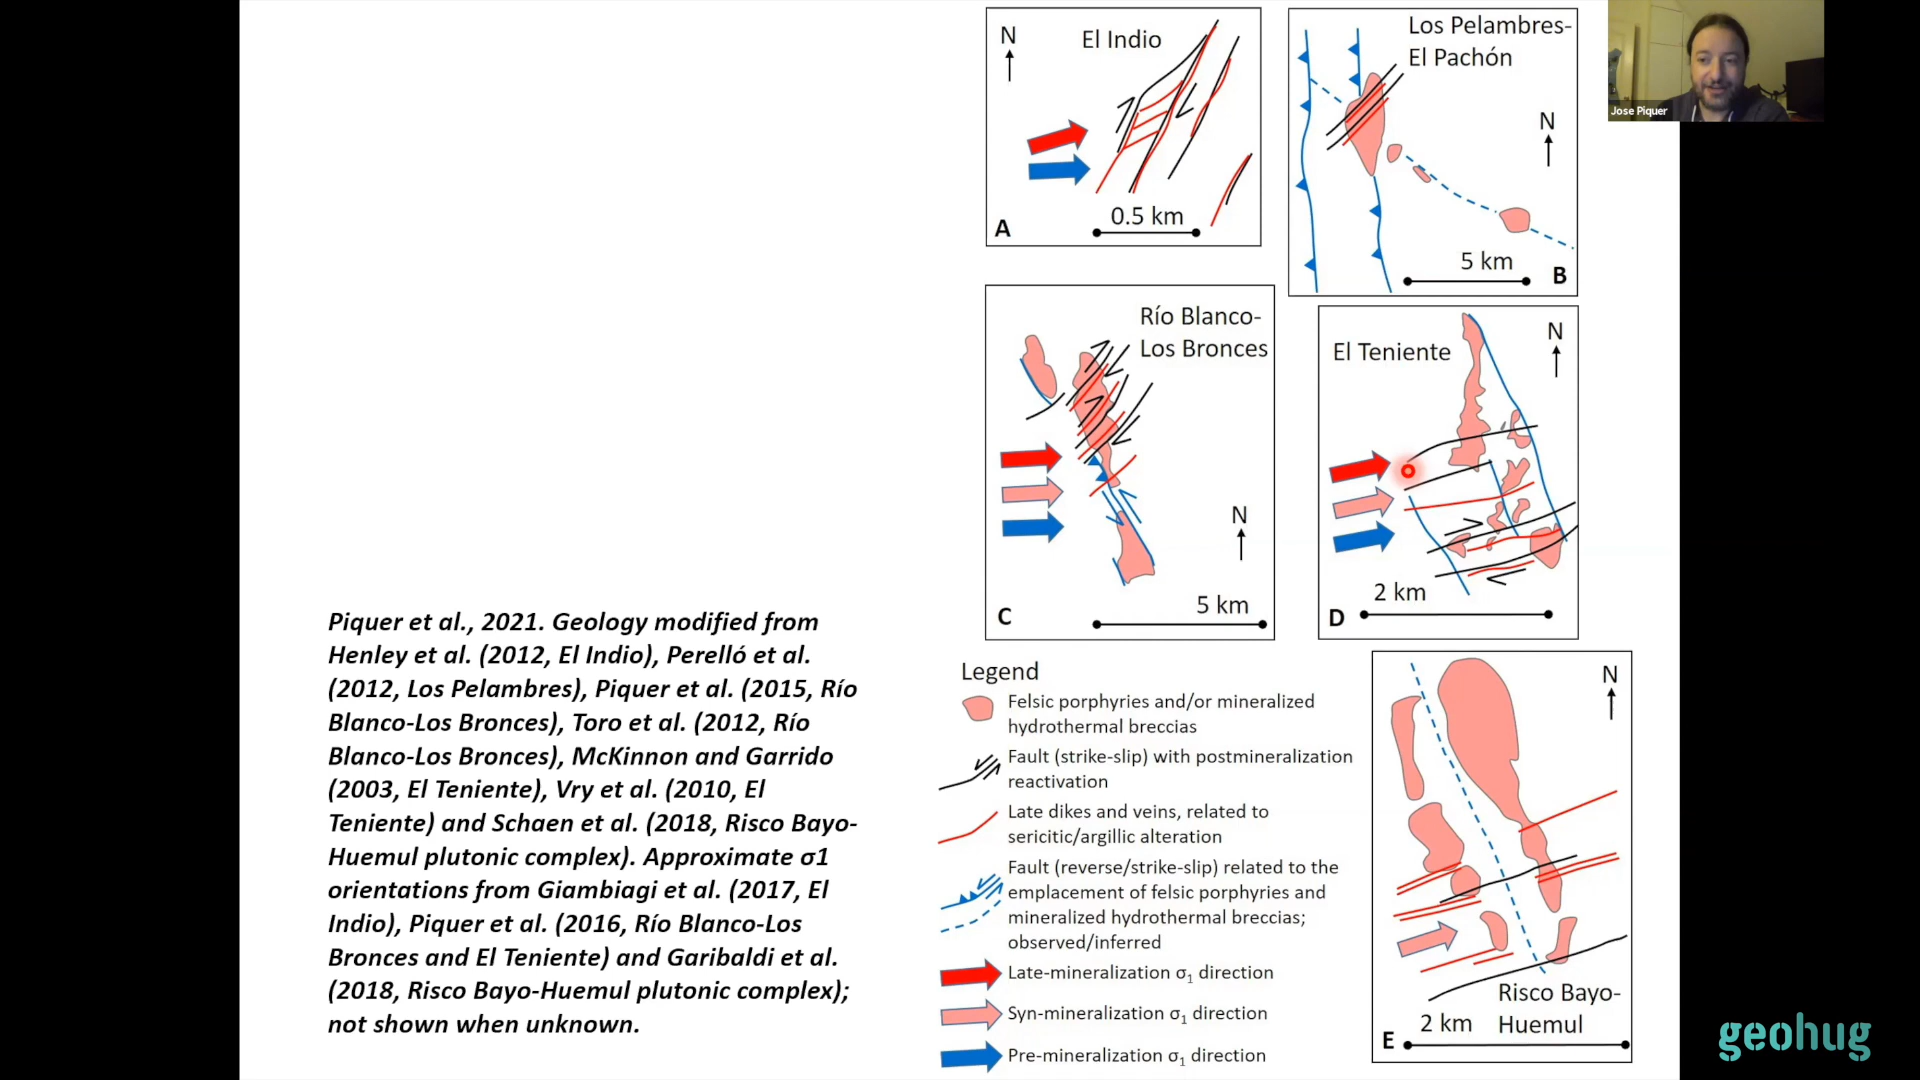 N
El Indio
0.5 km
A
Los Pelambres-
El Pachón
N
5 km
B
Jose Piquer
Río Blanco-
Los Bronces
N
5 km
C
El Teniente
N
2 km
D
Piquer et al., 2021. Geology modified from
Henley et al. (2012, El Indio), Perelló et al.
(2012, Los Pelambres), Piquer et al. (2015, Río
Blanco-Los Bronces), Toro et al. (2012, Río
Blanco-Los Bronces), McKinnon and Garrido
(2003, El Teniente), Vry et al. (2010, El
Teniente) and Schaen et al. (2018, Risco Bayo-
Huemul plutonic complex). Approximate σ1
orientations from Giambiagi et al. (2017, El
Indio), Piquer et al. (2016, Río Blanco-Los
Bronces and El Teniente) and Garibaldi et al.
(2018, Risco Bayo-Huemul plutonic complex);
not shown when unknown.
Legend
Felsic porphyries and/or mineralized
hydrothermal breccias
Fault (strike-slip) with postmineralization
reactivation
Late dikes and veins, related to
sericitic/argillic alteration
Fault (reverse/strike-slip) related to the
emplacement of felsic porphyries and
mineralized hydrothermal breccias;
observed/inferred
Late-mineralization σ1 direction
Syn-mineralization σ1 direction
Pre-mineralization σ1 direction
N
Risco Bayo-
Huemul
2 km
E
geohug